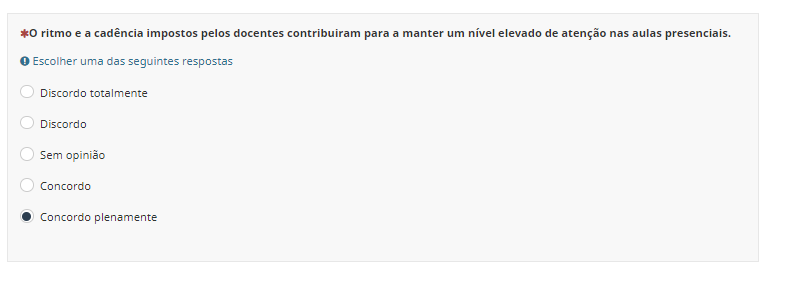 *O ritmo e a cadência impostos pelos docentes contribuiram para a manter um nível elevado de atenção nas aulas presenciais.
Escolher uma das seguintes respostas
Discordo totalmente
Discordo
Sem opinião
Concordo
Concordo plenamente